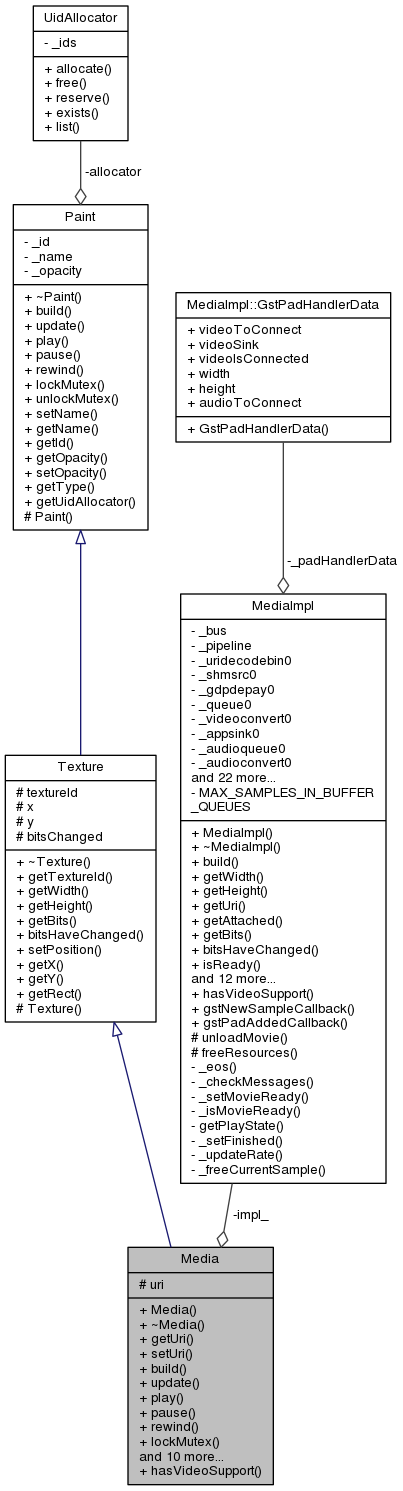 UidAllocator
- _ids
+ allocate()
+ free()
+ reserve()
+ exists()
+ list()
-allocator
Paint
- _id
- _name
- _opacity
+ ~Paint()
+ build()
+ update()
+ play()
+ pause()
+ rewind()
+ lockMutex()
+ unlockMutex()
+ setName()
+ getName()
+ getId()
+ getOpacity()
+ setOpacity()
+ getType()
+ getUidAllocator()
# Paint()
MediaImpl::GstPadHandlerData
+ videoToConnect
+ videoSink
+ videoIsConnected
+ width
+ height
+ audioToConnect
+ GstPadHandlerData()
-_padHandlerData
MediaImpl
- _bus
- _pipeline
- _uridecodebin0
- _shmsrc0
- _gdpdepay0
- _queue0
- _videoconvert0
- _appsink0
- _audioqueue0
- _audioconvert0
and 22 more...
- MAX_SAMPLES_IN_BUFFER
_QUEUES
+ MediaImpl()
+ ~MediaImpl()
+ build()
+ getWidth()
+ getHeight()
+ getUri()
+ getAttached()
+ getBits()
+ bitsHaveChanged()
+ isReady()
and 12 more...
+ hasVideoSupport()
+ gstNewSampleCallback()
+ gstPadAddedCallback()
# unloadMovie()
# freeResources()
- _eos()
- _checkMessages()
- _setMovieReady()
- _isMovieReady()
- getPlayState()
- _setFinished()
- _updateRate()
- _freeCurrentSample()
Texture
# textureId
# x
# y
# bitsChanged
+ ~Texture()
+ getTextureId()
+ getWidth()
+ getHeight()
+ getBits()
+ bitsHaveChanged()
+ setPosition()
+ getX()
+ getY()
+ getRect()
# Texture()
-impl_
Media
# uri
+ Media()
+ ~Media()
+ getUri()
+ setUri()
+ build()
+ update()
+ play()
+ pause()
+ rewind()
+ lockMutex()
and 10 more...
+ hasVideoSupport()